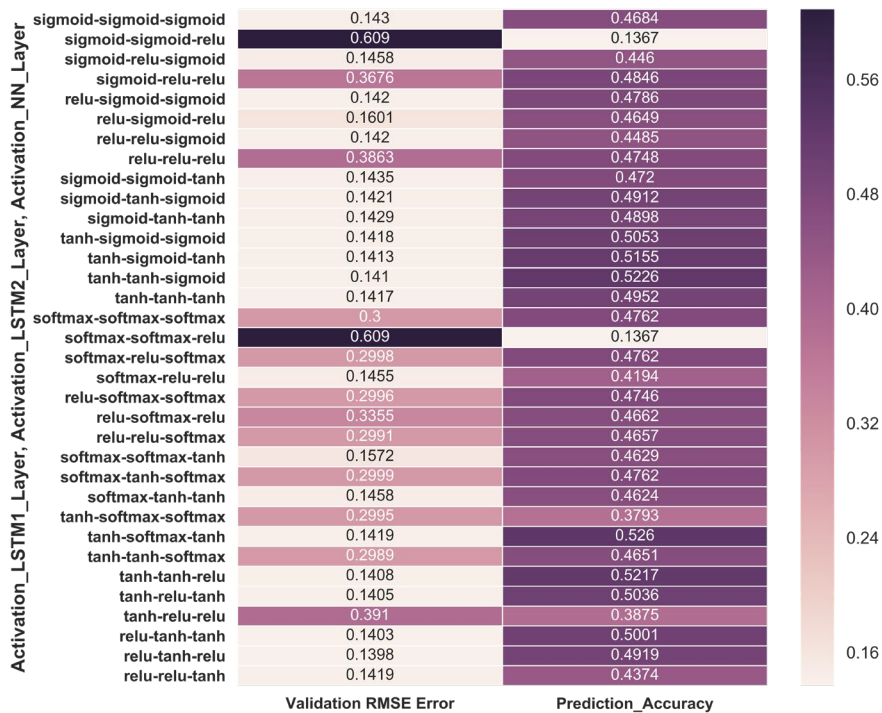 Activation_LSTM1_Layer, Activation_LSTM2_Layer, Activation_NN_Layer
sigmoid-sigmoid-sigmoid 0.143 0.4684
sigmoid-sigmoid-relu 0.609 0.1367
sigmoid-relu-sigmoid 0.1458 0.446
sigmoid-relu-relu 0.3676 0.4846
relu-sigmoid-sigmoid 0.142 0.4786
relu-sigmoid-relu 0.1601 0.4649
relu-relu-sigmoid 0.142 0.4485
relu-relu-relu 0.3863 0.4748
sigmoid-sigmoid-tanh 0.1435 0.472
sigmoid-tanh-sigmoid 0.1421 0.4912
sigmoid-tanh-tanh 0.1429 0.4898
tanh-sigmoid-sigmoid 0.1418 0.5053
tanh-sigmoid-tanh 0.1413 0.5155
tanh-tanh-sigmoid 0.141 0.5226
tanh-tanh-tanh 0.1417 0.4952
softmax-softmax-softmax 0.3 0.4762
softmax-softmax-relu 0.609 0.1367
softmax-relu-softmax 0.2998 0.4762
softmax-relu-relu 0.1455 0.4194
relu-softmax-softmax 0.2996 0.4746
relu-softmax-relu 0.3355 0.4662
relu-relu-softmax 0.2991 0.4657
softmax-softmax-tanh 0.1572 0.4629
softmax-tanh-softmax 0.2999 0.4762
softmax-tanh-tanh 0.1458 0.4624
tanh-softmax-softmax 0.2995 0.3793
tanh-softmax-tanh 0.1419 0.526
tanh-tanh-softmax 0.2989 0.4651
tanh-tanh-relu 0.1408 0.5217
tanh-relu-tanh 0.1405 0.5036
tanh-relu-relu 0.391 0.3875
relu-tanh-tanh 0.1403 0.5001
relu-tanh-relu 0.1398 0.4919
relu-relu-tanh 0.1419 0.4374
Validation RMSE Error Prediction_Accuracy
0.56
0.48
0.40
0.32
0.24
0.16